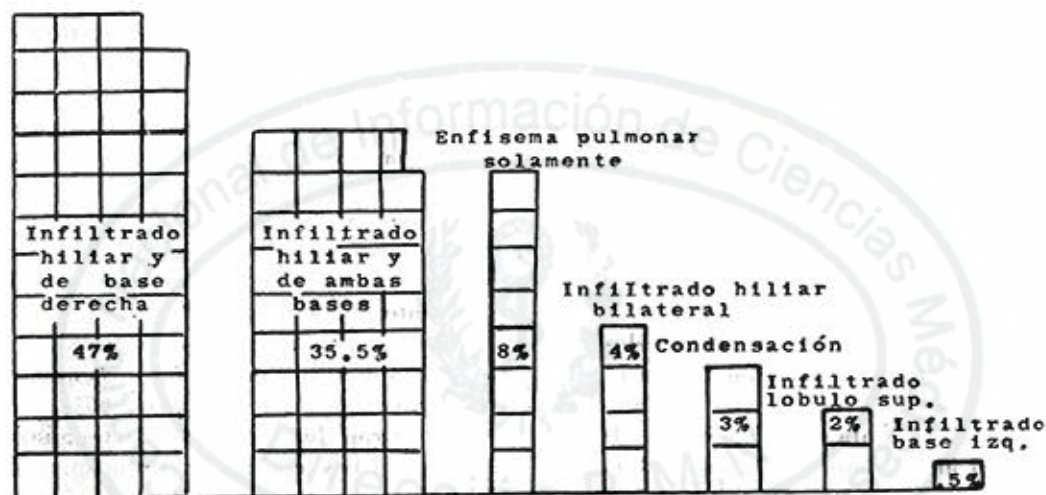 Enfisema pulmonar
solamente
Infiltrado
hiliar y
de base
derecha
47%
Infiltrado
hiliar y
de ambas
bases
35.5%
8%
Infiltrado hiliar
bilateral
4%
Condensación
3%
Infiltrado
lobulo sup.
2%
Infiltrado
base izq.
.5%